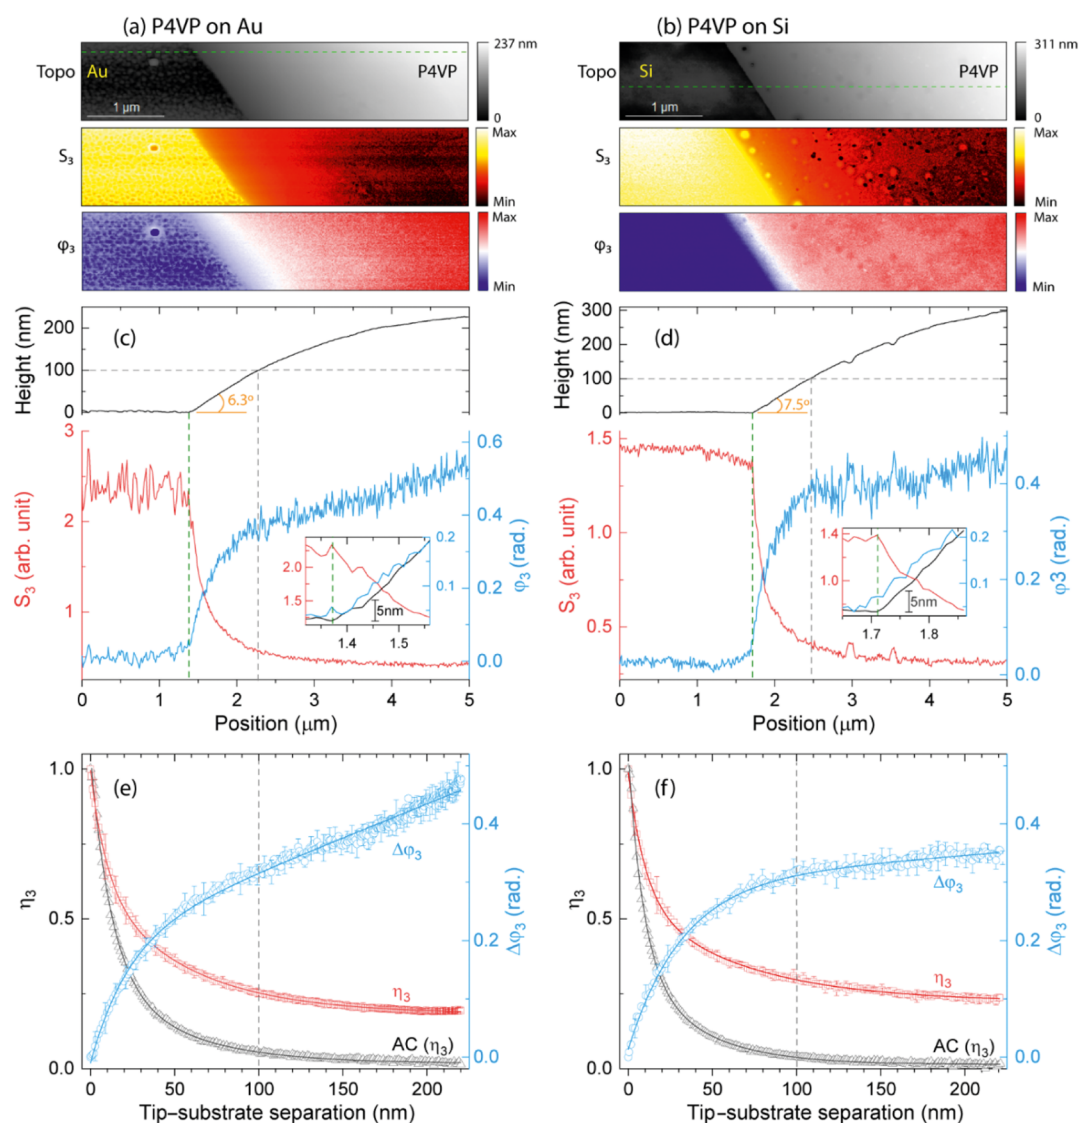 (a) P4VP on Au
(b) P4VP on Si
Topo
Au
P4VP
1 μm
237 nm
0
Topo
Si
P4VP
1 μm
311 nm
0
S₃
Max
Min
S₃
Max
Min
φ₃
Max
Min
φ₃
Max
Min
Height (nm)
200
100
0
(c)
6.3°
Height (nm)
300
200
100
0
(d)
7.5°
S₃ (arb. unit)
3
2
1
φ₃ (rad.)
0.6
0.4
0.2
0.0
2.0
1.5
0.2
0.1
5nm
1.4
1.5
0
1
2
3
4
5
Position (μm)
S₃ (arb. unit)
1.5
1.0
0.5
φ₃ (rad.)
0.4
0.2
0.0
1.4
1.0
φ3 (rad.)
0.2
0.1
5nm
1.7
1.8
0
1
2
3
4
5
Position (μm)
η₃
1.0
0.5
0.0
(e)
Δφ₃
η₃
AC (η₃)
Δφ₃ (rad.)
0.4
0.2
0.0
0
50
100
150
200
Tip–substrate separation (nm)
η₃
1.0
0.5
0.0
(f)
Δφ₃
η₃
AC (η₃)
Δφ₃ (rad.)
0.4
0.2
0.0
0
50
100
150
200
Tip–substrate separation (nm)